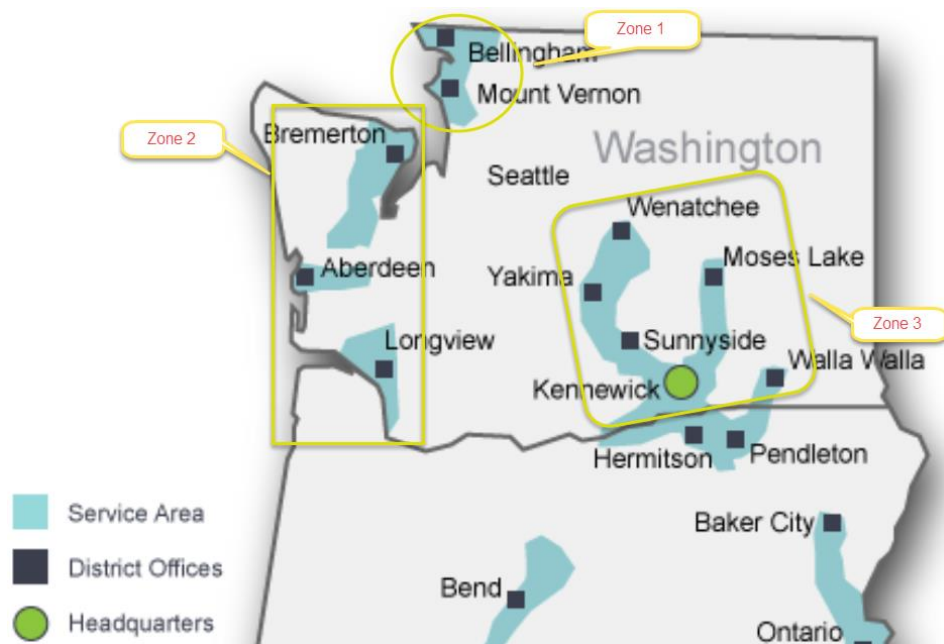 Zone 1
Bellingham
Mount Vernon
Zone 2
Bremerton
Washington
Seattle
Wenatchee
Aberdeen
Yakima
Moses Lake
Zone 3
Longview
Sunnyside
Walla Walla
Kennewick
Hermitson
Pendleton
Service Area
Baker City
District Offices
Bend
Headquarters
Ontario